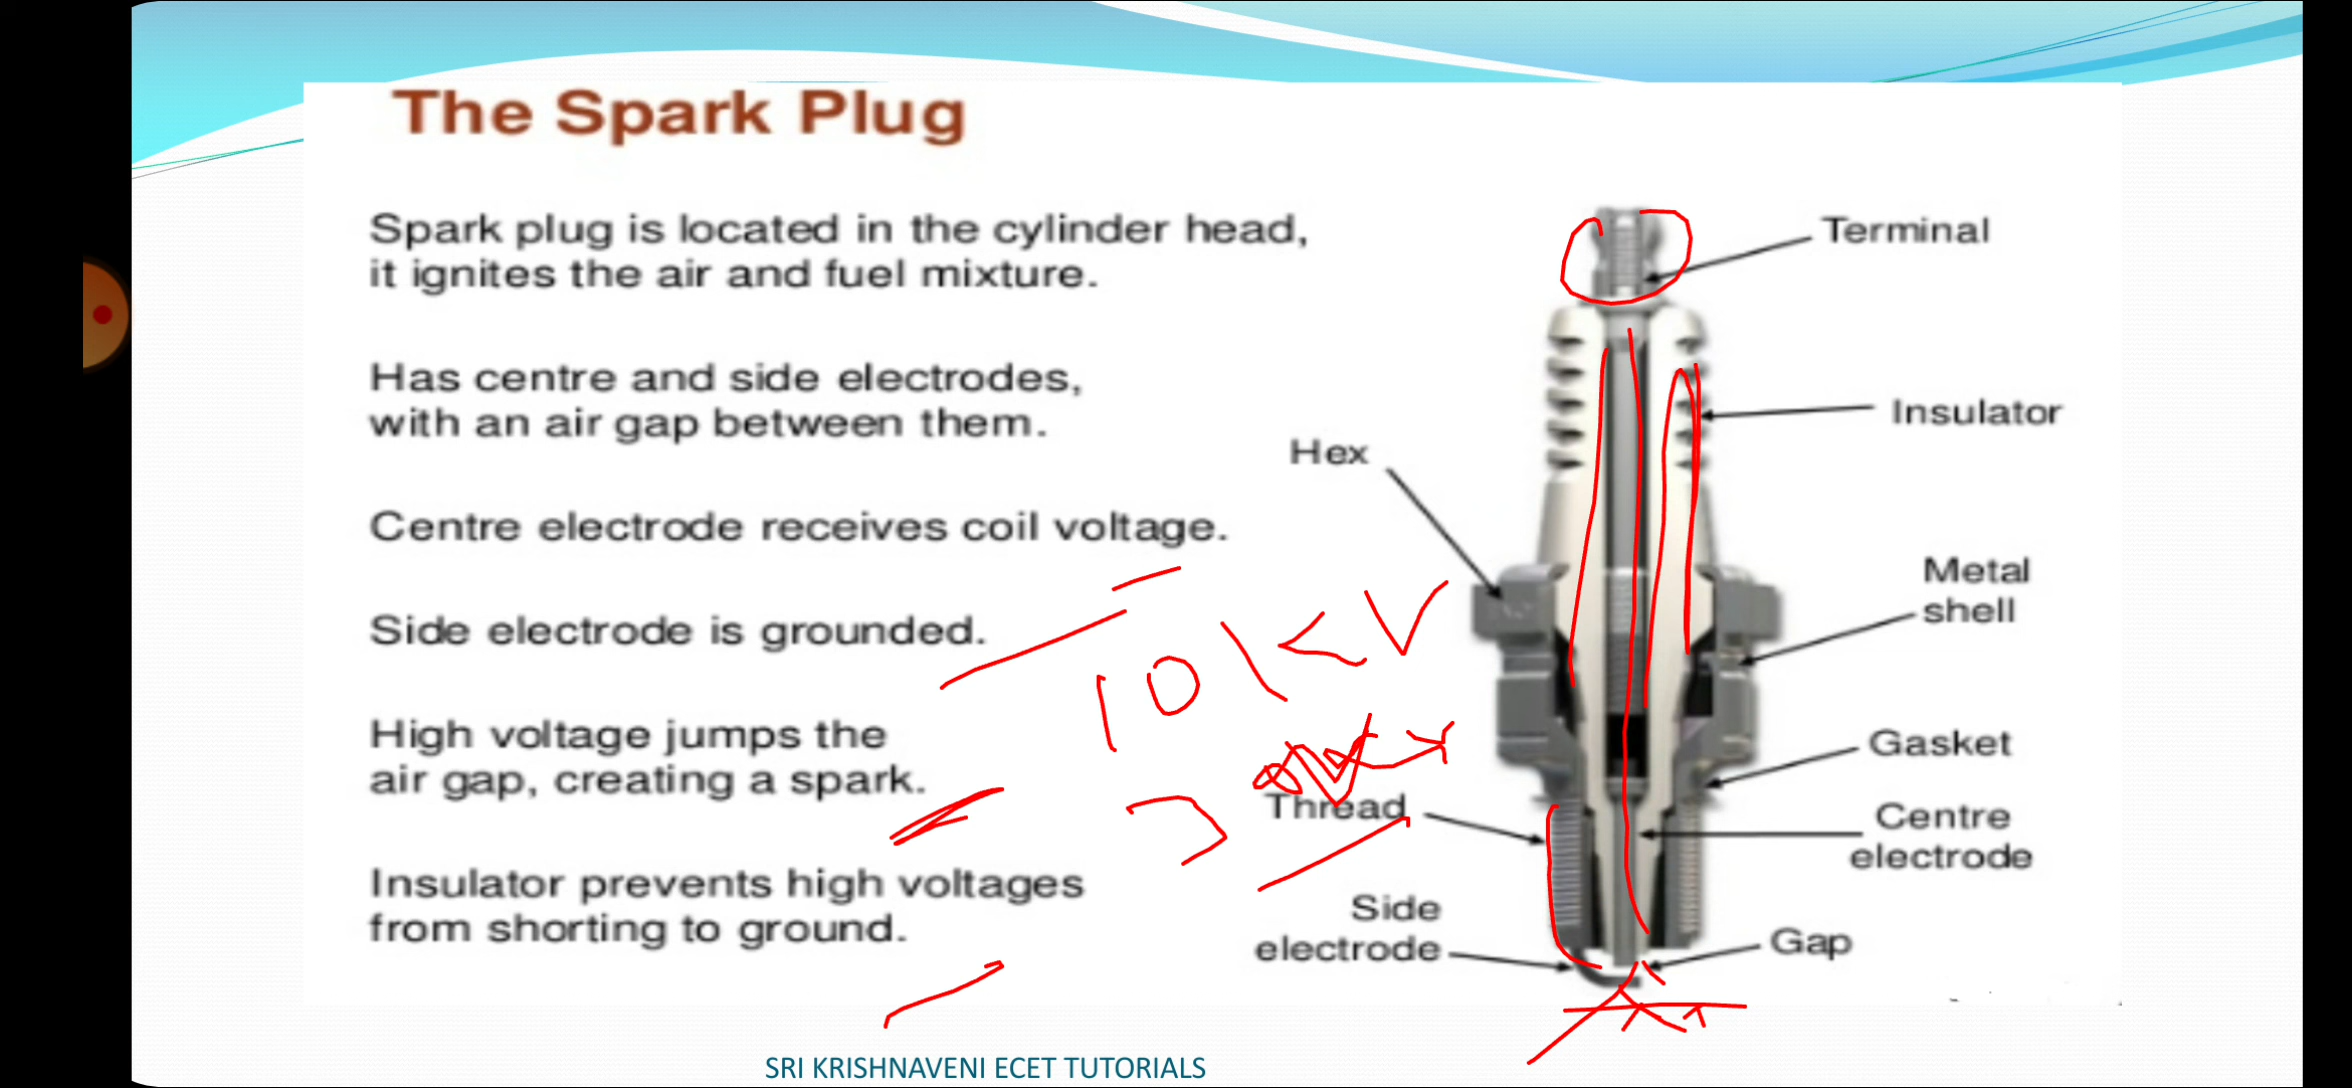 The Spark Plug
Spark plug is located in the cylinder head,
it ignites the air and fuel mixture.
Has centre and side electrodes,
with an air gap between them.
Centre electrode receives coil voltage.
Side electrode is grounded.
High voltage jumps the
air gap, creating a spark.
Insulator prevents high voltages
from shorting to ground.
10KV
Terminal
Insulator
Hex
Metal
shell
Gasket
Thread
Centre
electrode
Side
electrode
Gap
SRI KRISHNAVENI ECET TUTORIALS